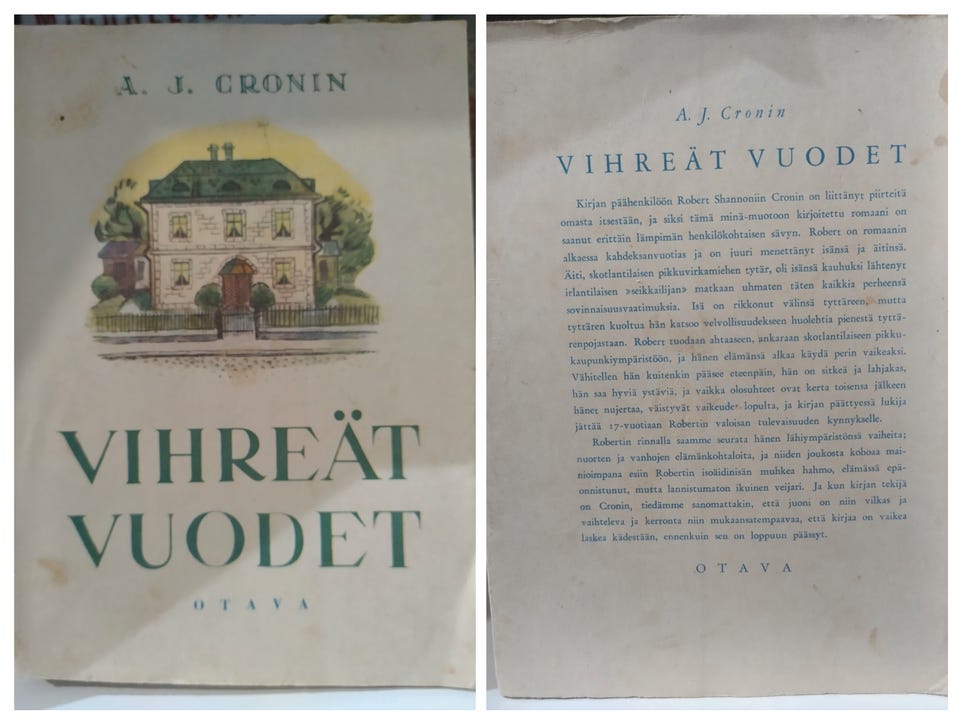 A. J. CRONIN
VIHREÄT
VUODET
OTAVA
A. J. Cronin
VIHREÄT VUODET
Kirjan päähenkilöön Robert Shannoniin Cronin on liittänyt piirteitä
omasta itsestään, ja siksi tämä minä-muotoon kirjoitettu romaani on
saanut erittäin lämpimän henkilökohtaisen sävyn. Robert on romaanin
alkaessa kahdeksanvuotias ja on juuri menettänyt isänsä ja äitinsä.
Äiti, skotlantilaisen pikkuvirkamiehen tytär, oli isänsä kauhuksi lähtenyt
irlantilaisen »seikkailijan» matkaan uhmaten täten kaikkia perheensä
sovinnaisuusvaatimuksia. Isä on rikkonut välinsä tyttäreen, mutta
tyttären kuoltua hän katsoo velvollisuudekseen huolehtia pienestä tyttä-
renpojastaan. Robert tuodaan ahtaaseen, ankaraan skotlantilaiseen pikku-
kaupunkiympäristöön, ja hänen elämänsä alkaa käydä perin vaikeaksi.
Vähitellen hän kuitenkin pääsee eteenpäin, hän on sitkeä ja lahjakas,
hän saa hyviä ystäviä, ja vaikka olosuhteet ovat kerta toisensa jälkeen
hänet nujertaa, väistyvät vaikeudet lopulta, ja kirjan päättyessä lukija
jättää 17-vuotiaan Robertin valoisan tulevaisuuden kynnykselle.
Robertin rinnalla saamme seurata hänen lähiympäristönsä vaiheita;
nuorten ja vanhojen elämänkohtaloita, ja niiden joukosta kohoaa mai-
nioimpana esiin Robertin isoäidinisän muhkea hahmo, elämässä epä-
onnistunut, mutta lannistumaton ikuinen veijari. Ja kun kirjan tekijä
on Cronin, tiedämme sanomattakin, että juoni on niin vilkas ja
vaihteleva ja kerronta niin mukaansatempaavaa, että kirjaa on vaikea
laskea kädestään, ennenkuin sen on loppuun päässyt.
OTAVA